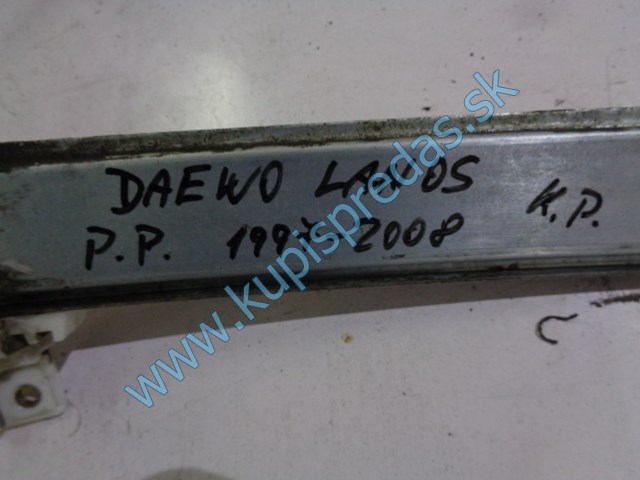 DAEWO LANOS K.P.
P.P. 1997-2008
www.kupispredas.sk